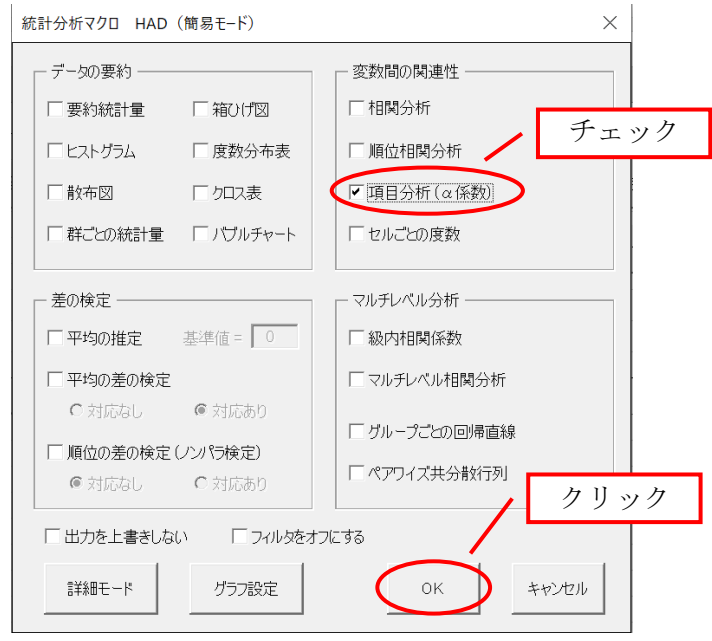 統計分析マクロ HAD（簡易モード）
データの要約
要約統計量 箱ひげ図
ヒストグラム 度数分布表
散布図 クロス表
群ごとの統計量 バブルチャート
変数間の関連性
相関分析
順位相関分析
項目分析(α係数)
セルごとの度数
チェック
差の検定
平均の推定 基準値 = 0
平均の差の検定
対応なし 対応あり
順位の差の検定(ノンパラ検定)
対応なし 対応あり
マルチレベル分析
級内相関係数
マルチレベル相関分析
グループごとの回帰直線
ペアワイズ共分散行列
クリック
出力を上書きしない フィルタをオフにする
詳細モード グラフ設定 OK キャンセル